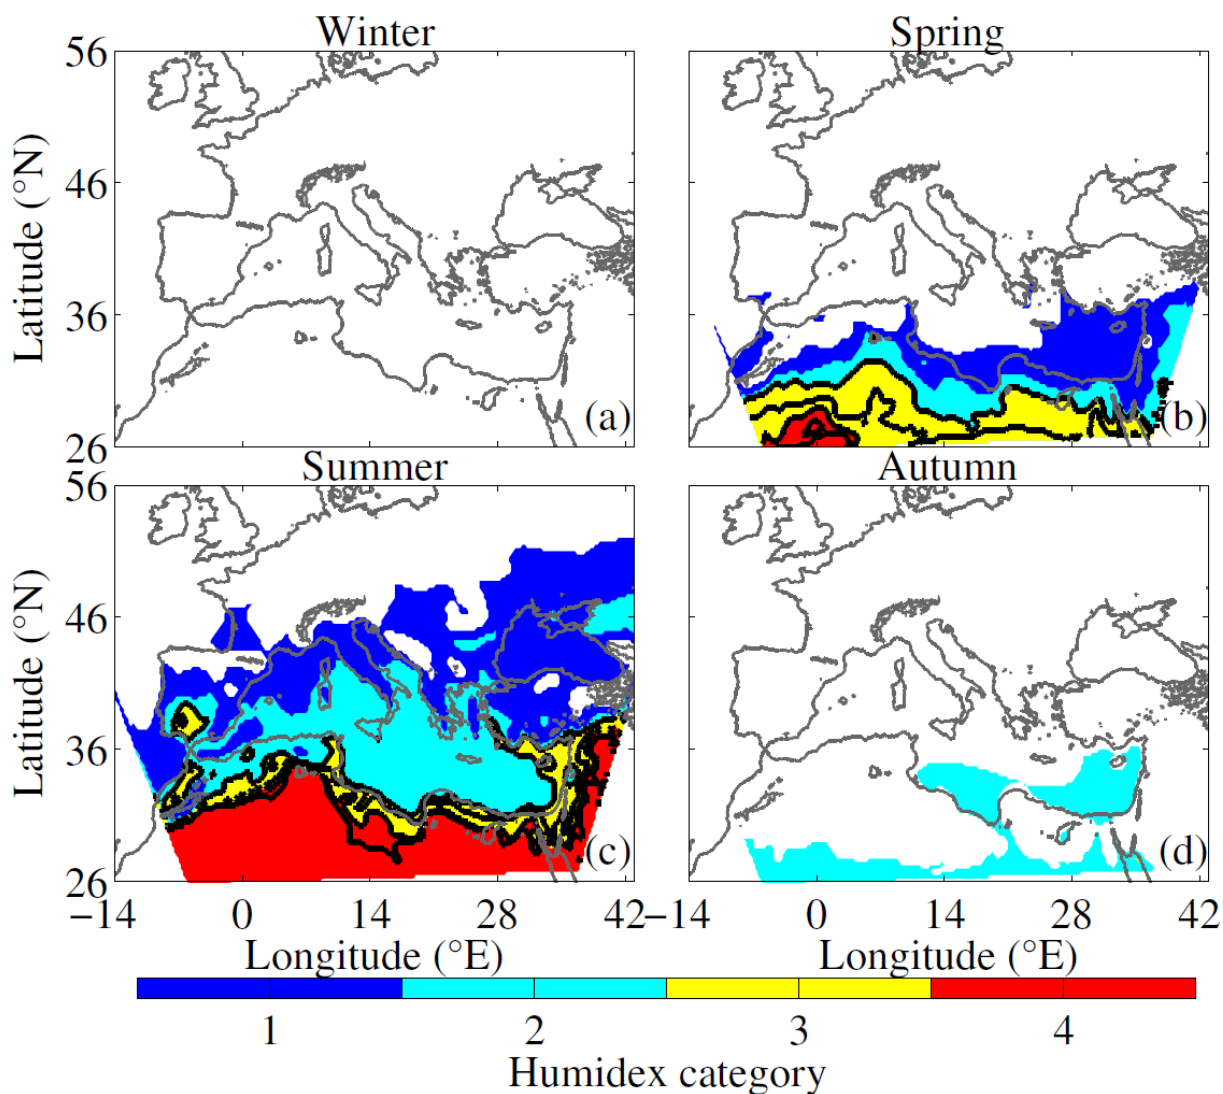 Winter
Spring
56
46
36
26
Latitude (°N)
(a)
(b)
Summer
Autumn
56
46
36
26
Latitude (°N)
(c)
(d)
−14 0 14 28 42
−14 0 14 28 42
Longitude (°E)
Longitude (°E)
1 2 3 4
Humidex category